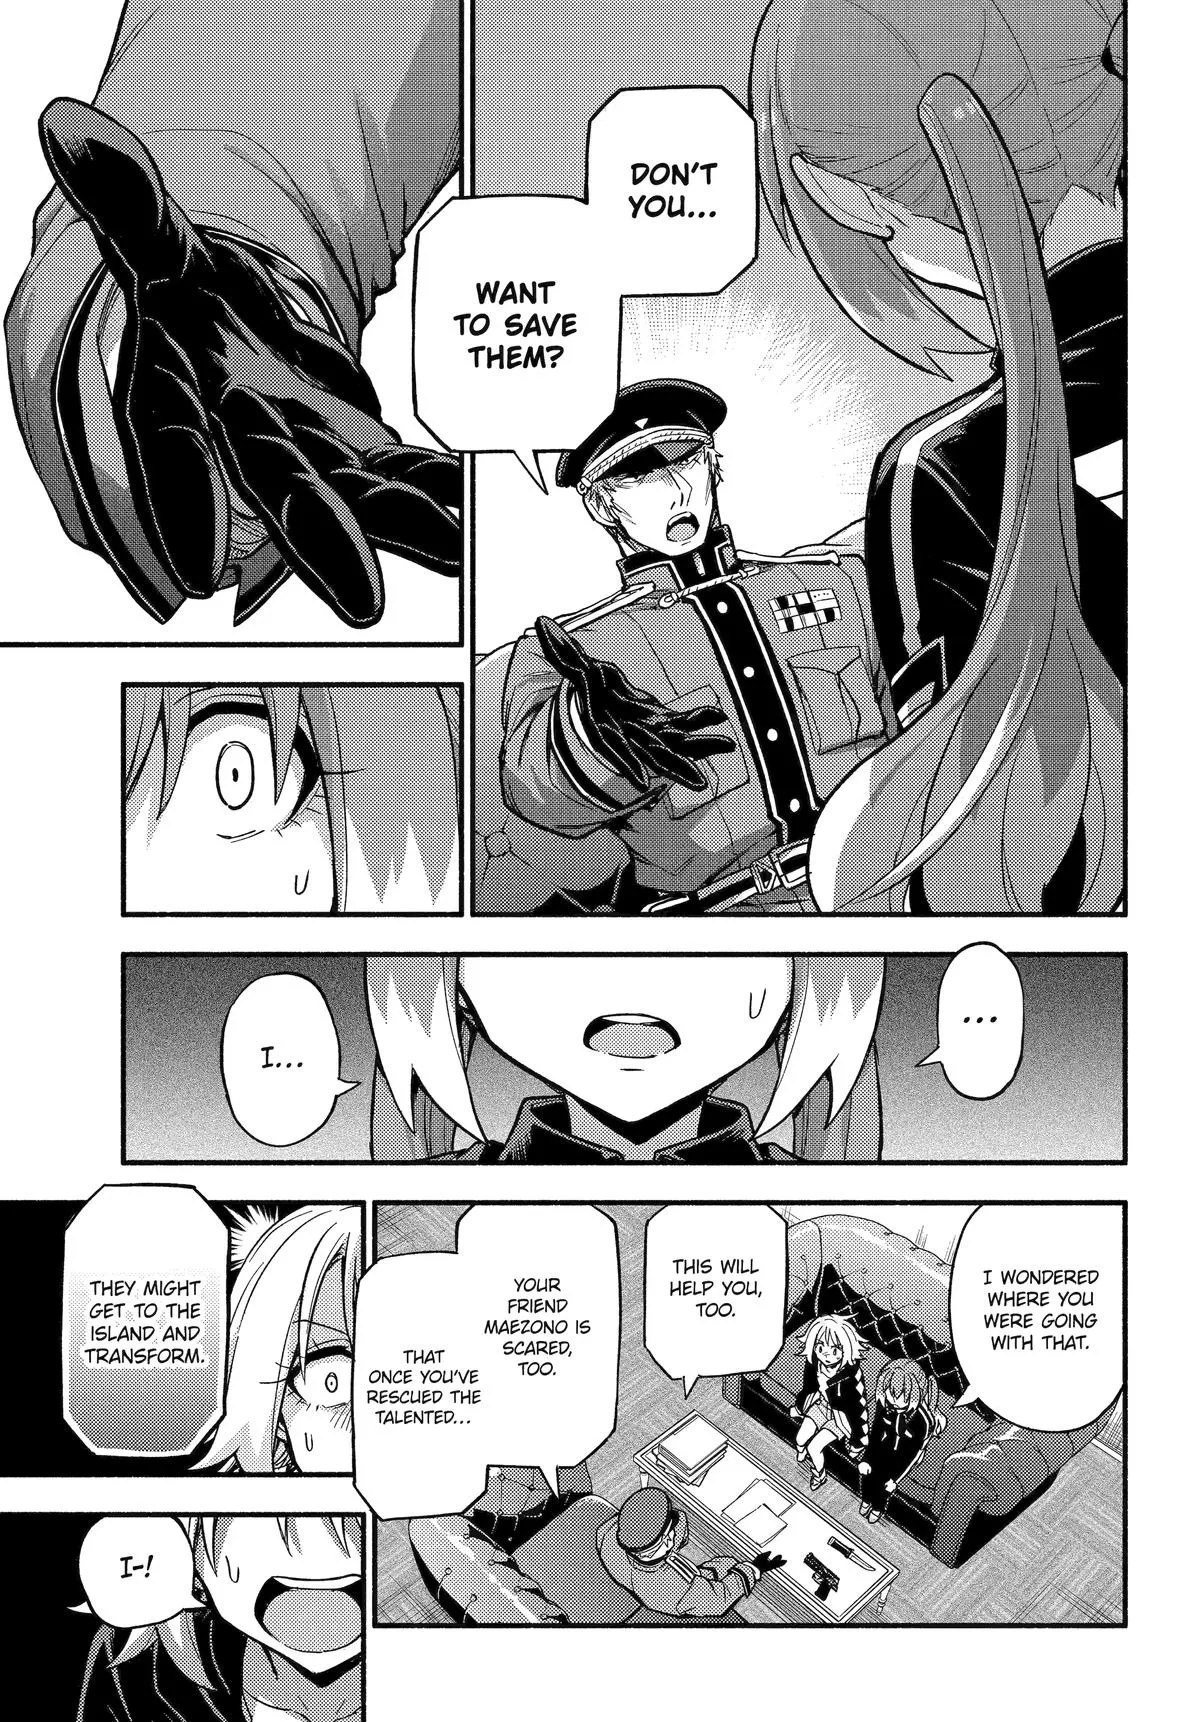 DON'T
YOU...
WANT
TO SAVE
THEM?
...
I...
I WONDERED
WHERE YOU
WERE GOING
WITH THAT.
THIS WILL
HELP YOU,
TOO.
YOUR
FRIEND
MAEZONO IS
SCARED,
TOO.
THAT
ONCE YOU'VE
RESCUED THE
TALENTED...
THEY MIGHT
GET TO THE
ISLAND AND
TRANSFORM.
I-!